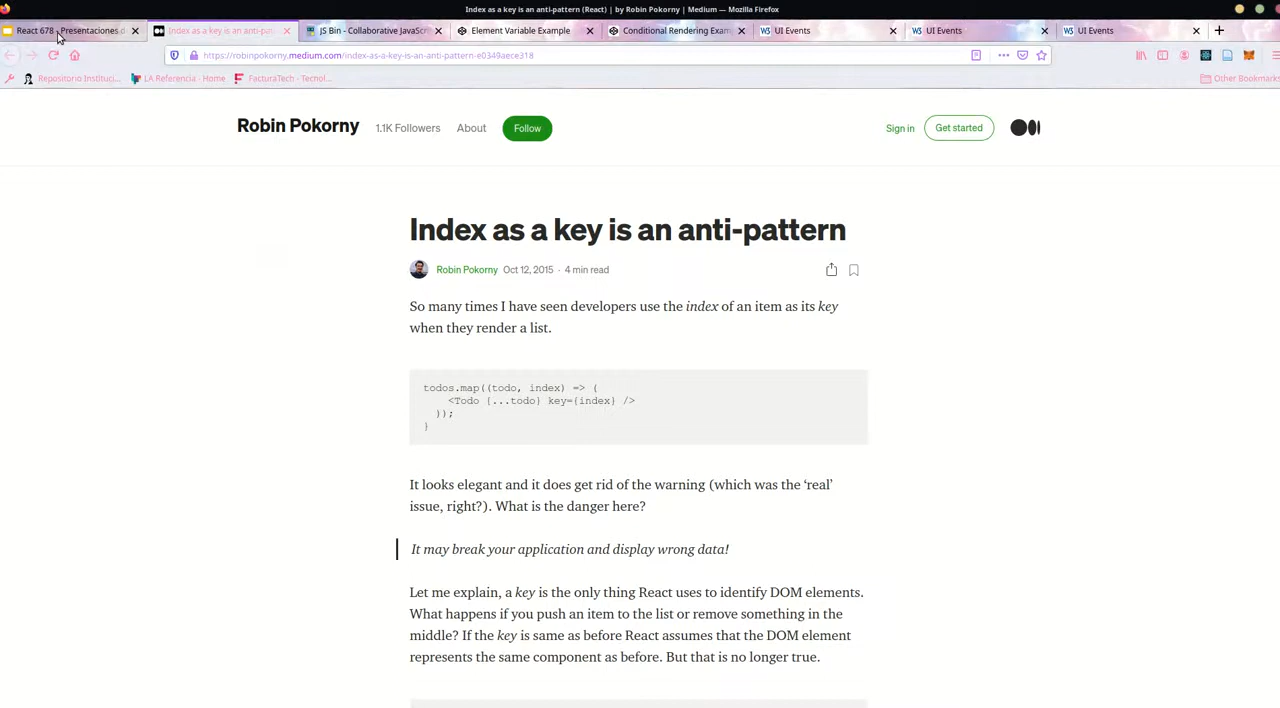 Index as a key is an anti-pattern (React) | by Robin Pokorny | Medium — Mozilla Firefox
React 678 - Presentaciones d
Index as a key is an anti-pat
JS Bin - Collaborative JavaScr
Element Variable Example
Conditional Rendering Exam
UI Events
UI Events
UI Events
https://robinpokorny.medium.com/index-as-a-key-is-an-anti-pattern-e0349aece318
Repositorio Instituci...
LA Referencia - Home
FacturaTech - Tecnol...
Other Bookmarks
Robin Pokorny
1.1K Followers
About
Follow
Sign in
Get started
Index as a key is an anti-pattern
Robin Pokorny Oct 12, 2015 · 4 min read
So many times I have seen developers use the index of an item as its key
when they render a list.
todos.map((todo, index) => (
<Todo {...todo} key={index} />
));
}
It looks elegant and it does get rid of the warning (which was the ‘real’
issue, right?). What is the danger here?
It may break your application and display wrong data!
Let me explain, a key is the only thing React uses to identify DOM elements.
What happens if you push an item to the list or remove something in the
middle? If the key is same as before React assumes that the DOM element
represents the same component as before. But that is no longer true.